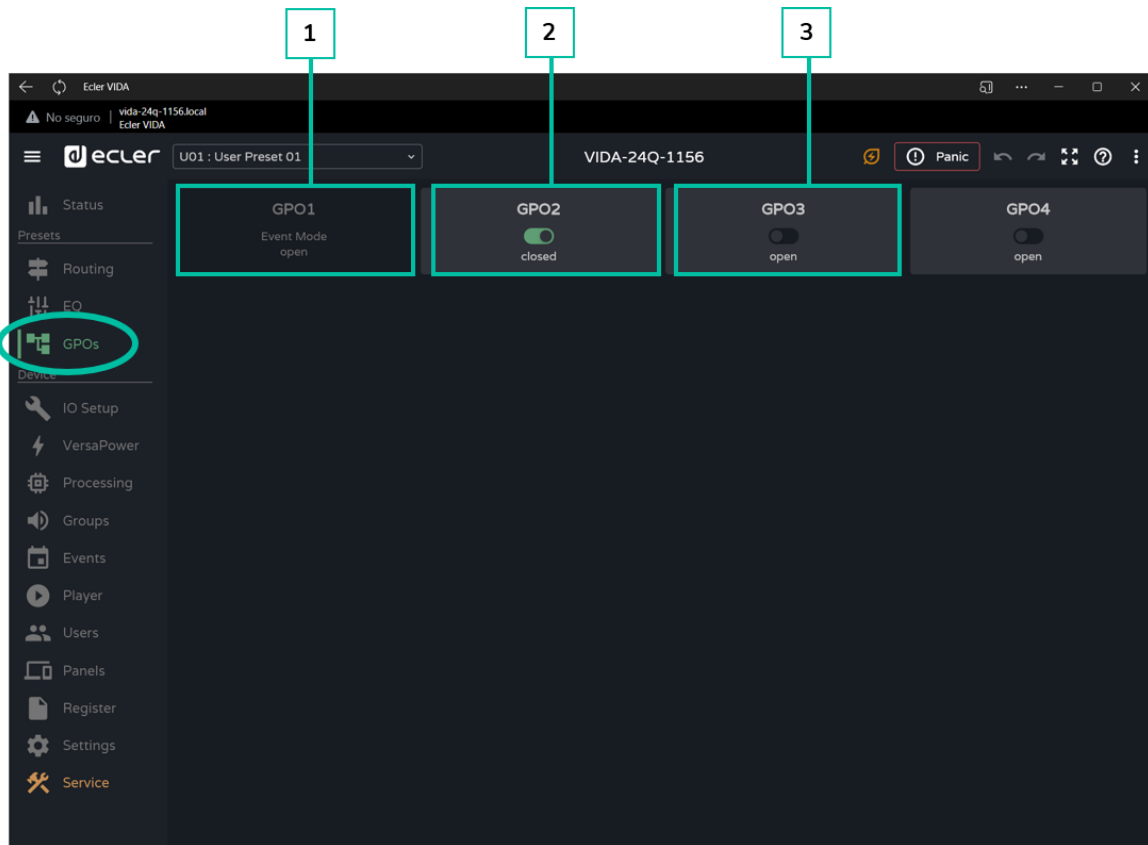 1
2
3
Ecler VIDA
No seguro
vida-24q-1156.local
Ecler VIDA
ecler
U01 : User Preset 01
VIDA-24Q-1156
Panic
Status
Presets
Routing
EQ
GPOs
Device
IO Setup
VersaPower
Processing
Groups
Events
Player
Users
Panels
Register
Settings
Service
GPO1
Event Mode
open
GPO2
closed
GPO3
open
GPO4
open